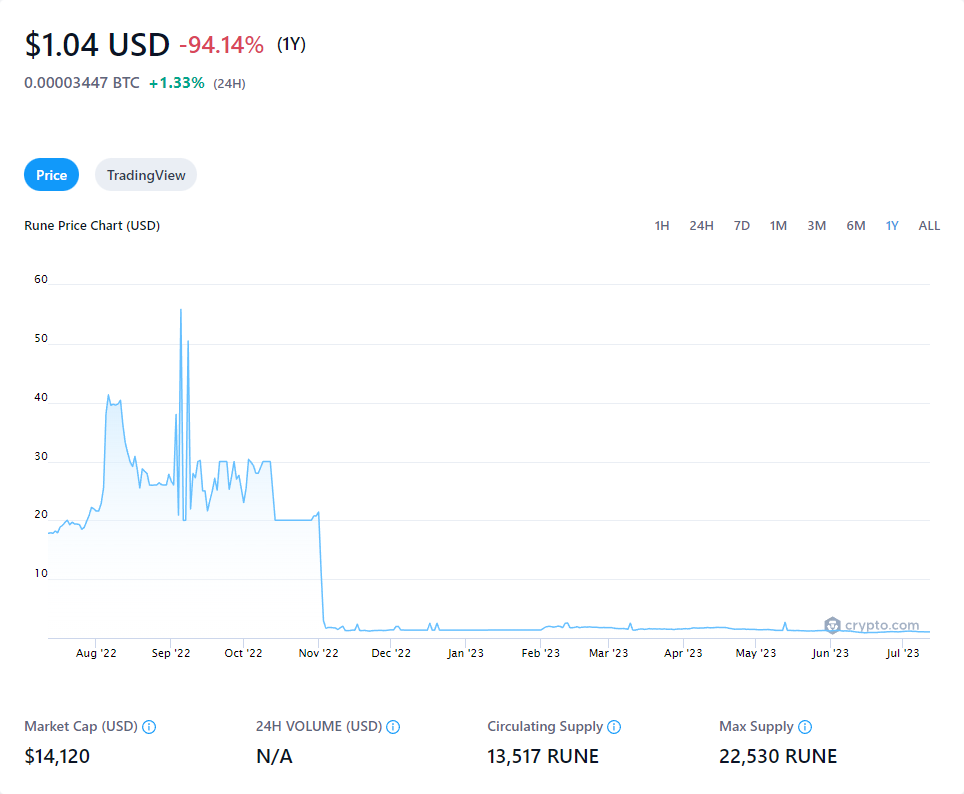 $1.04 USD -94.14% (1Y)
0.00003447 BTC +1.33% (24H)
Price TradingView
Rune Price Chart (USD) 1H 24H 7D 1M 3M 6M 1Y ALL
60
50
40
30
20
10
crypto.com
Aug '22 Sep '22 Oct '22 Nov '22 Dec '22 Jan '23 Feb '23 Mar '23 Apr '23 May '23 Jun '23 Jul '23
Market Cap (USD) 24H VOLUME (USD) Circulating Supply Max Supply
$14,120 N/A 13,517 RUNE 22,530 RUNE